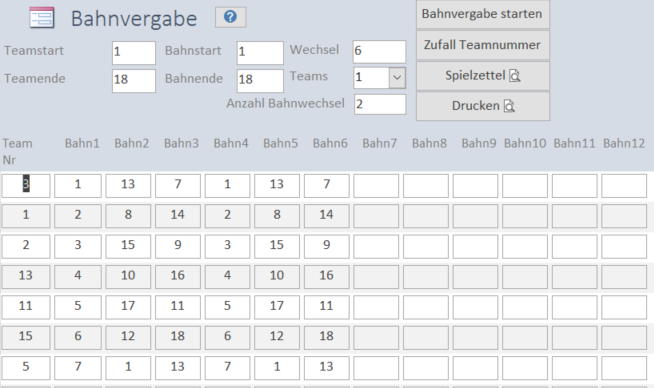 Bahnvergabe ?
Bahnvergabe starten
Teamstart 1 Bahnstart 1 Wechsel 6
Zufall Teamnummer
Teamende 18 Bahnende 18 Teams 1
Spielzettel
Anzahl Bahnwechsel 2
Drucken
Team Nr Bahn1 Bahn2 Bahn3 Bahn4 Bahn5 Bahn6 Bahn7 Bahn8 Bahn9 Bahn10 Bahn11 Bahn12
3 1 13 7 1 13 7
1 2 8 14 2 8 14
2 3 15 9 3 15 9
13 4 10 16 4 10 16
11 5 17 11 5 17 11
15 6 12 18 6 12 18
5 7 1 13 7 1 13